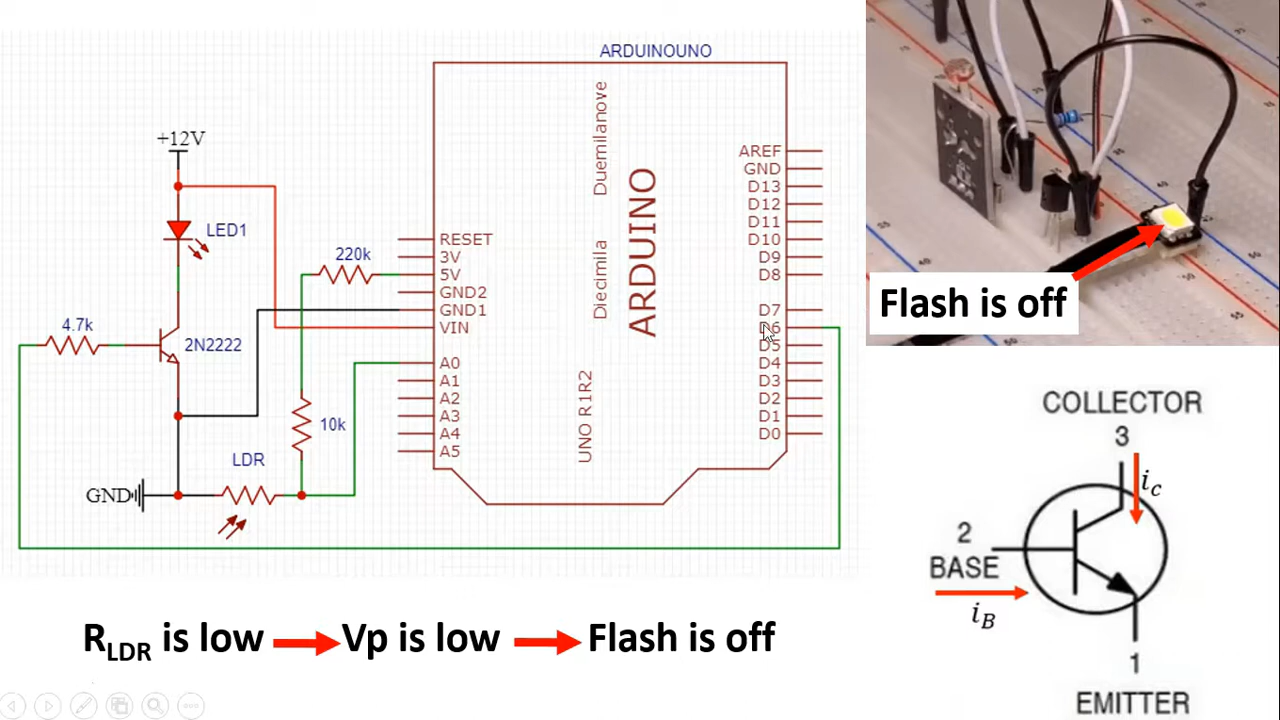 ARDUINOUNO
+12V
LED1
220k
4.7k
2N2222
10k
LDR
GND
RESET
3V
5V
GND2
GND1
VIN
A0
A1
A2
A3
A4
A5
Duemilanove
Diecimila
ARDUINO
UNO R1R2
AREF
GND
D13
D12
D11
D10
D9
D8
D7
D6
D5
D4
D3
D2
D1
D0
Flash is off
COLLECTOR
3
iC
2
BASE
iB
1
EMITTER
RLDR is low Vp is low Flash is off